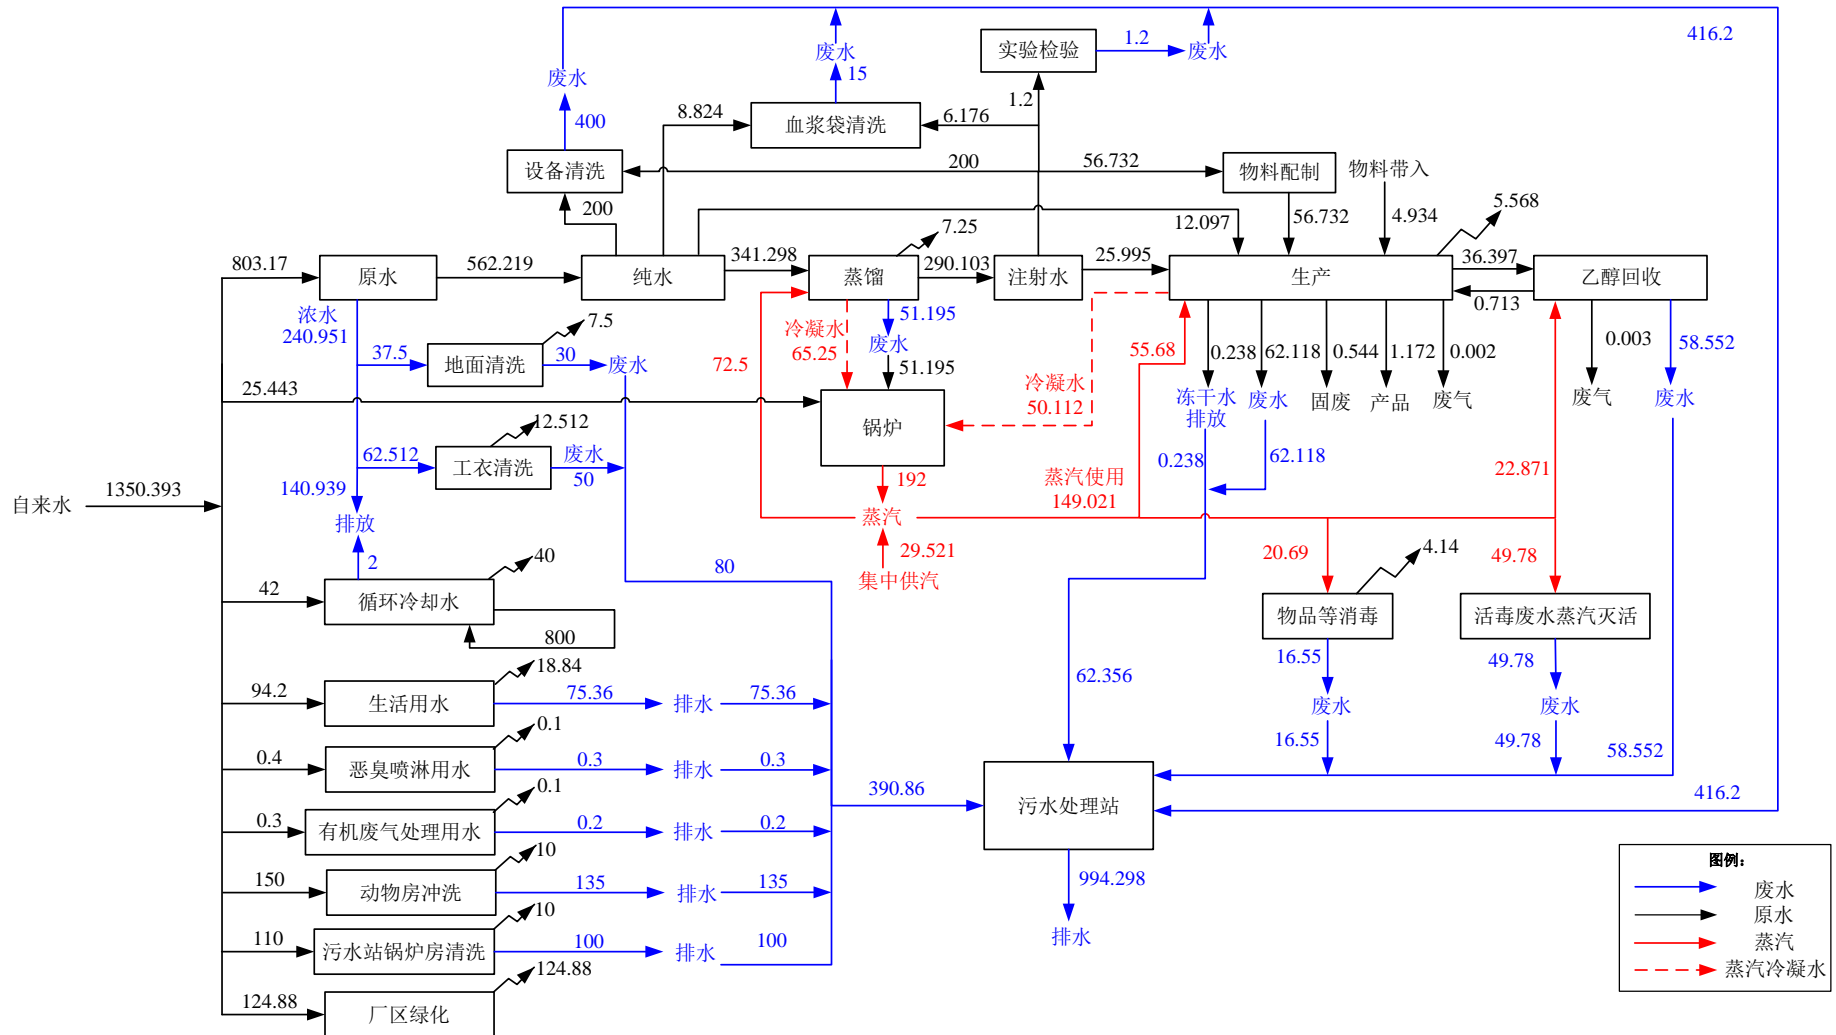 416.2
实验检验
1.2
废水
废水
15
废水
400
8.824
血浆袋清洗
6.176
1.2
设备清洗
200
56.732
物料配制
物料带入
200
12.097
56.732
4.934
5.568
7.25
803.17
原水
562.219
纯水
341.298
蒸馏
290.103
注射水
25.995
生产
36.397
乙醇回收
0.713
浓水
240.951
7.5
37.5
地面清洗
30
废水
72.5
冷凝水
65.25
51.195
废水
51.195
55.68
0.238
62.118
0.544
1.172
0.002
0.003
58.552
冷凝水
50.112
冻干水
排放
废水
固废
产品
废气
废气
废水
25.443
锅炉
12.512
62.512
工衣清洗
废水
50
0.238
62.118
22.871
192
蒸汽使用
149.021
自来水
1350.393
140.939
排放
蒸汽
2
29.521
集中供汽
20.69
4.14
49.78
40
42
循环冷却水
800
80
物品等消毒
活毒废水蒸汽灭活
16.55
49.78
废水
废水
16.55
49.78
58.552
62.356
18.84
94.2
生活用水
75.36
排水
75.36
0.1
0.4
恶臭喷淋用水
0.3
排水
0.3
0.1
0.3
有机废气处理用水
0.2
排水
0.2
390.86
污水处理站
416.2
10
150
动物房冲洗
135
排水
135
994.298
排水
10
110
污水站锅炉房清洗
100
排水
100
124.88
124.88
厂区绿化
图例：
废水
原水
蒸汽
蒸汽冷凝水